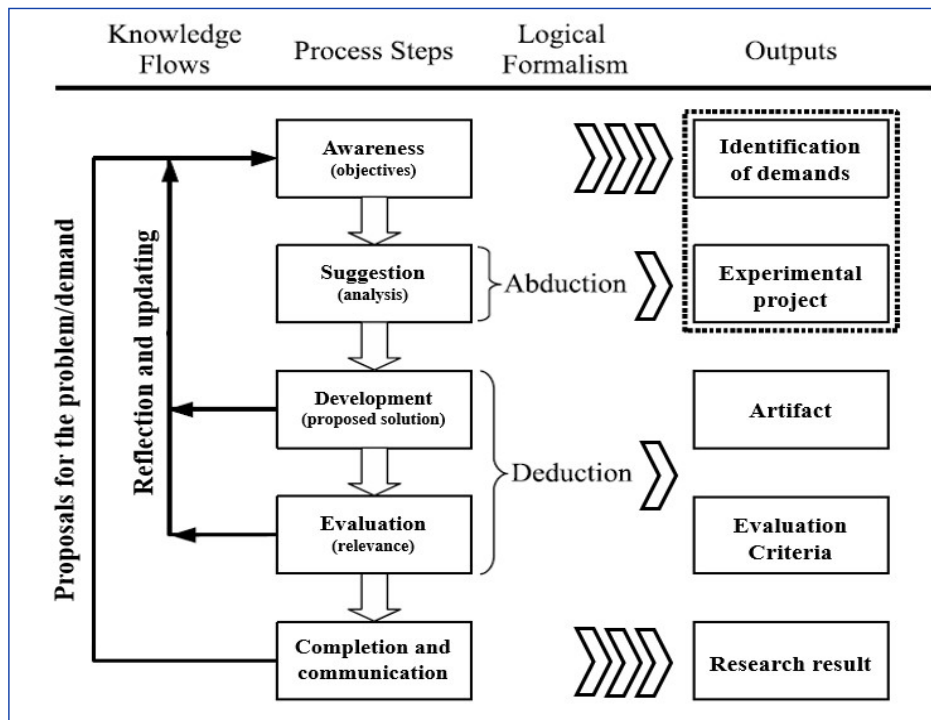 Knowledge
Flows
Process Steps
Logical
Formalism
Outputs
Awareness
(objectives)
Identification
of demands
Suggestion
(analysis)
Abduction
Experimental
project
Development
(proposed solution)
Artifact
Deduction
Evaluation
(relevance)
Evaluation
Criteria
Completion and
communication
Research result
Proposals for the problem/demand
Reflection and updating